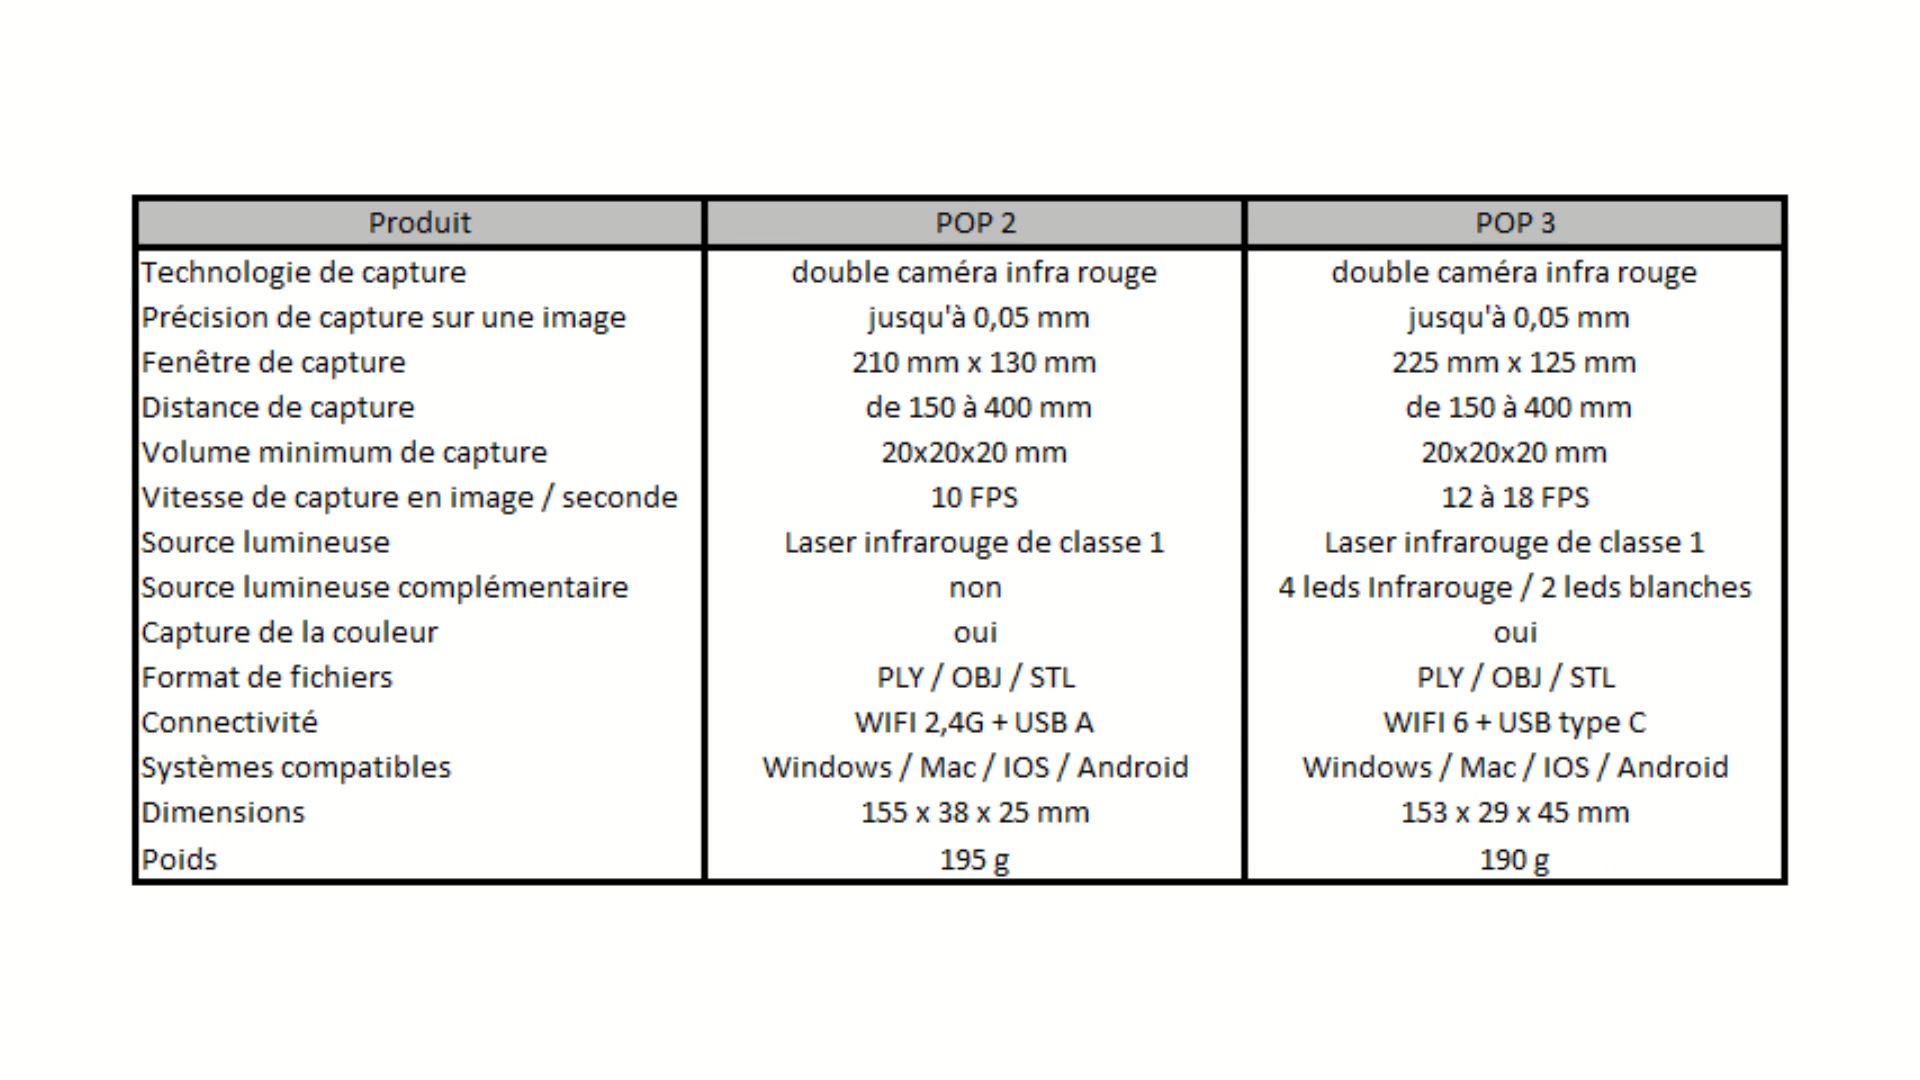 Produit POP 2 POP 3
Technologie de capture double caméra infra rouge double caméra infra rouge
Précision de capture sur une image jusqu'à 0,05 mm jusqu'à 0,05 mm
Fenêtre de capture 210 mm x 130 mm 225 mm x 125 mm
Distance de capture de 150 à 400 mm de 150 à 400 mm
Volume minimum de capture 20x20x20 mm 20x20x20 mm
Vitesse de capture en image / seconde 10 FPS 12 à 18 FPS
Source lumineuse Laser infrarouge de classe 1 Laser infrarouge de classe 1
Source lumineuse complémentaire non 4 leds Infrarouge / 2 leds blanches
Capture de la couleur oui oui
Format de fichiers PLY / OBJ / STL PLY / OBJ / STL
Connectivité WIFI 2,4G + USB A WIFI 6 + USB type C
Systèmes compatibles Windows / Mac / IOS / Android Windows / Mac / IOS / Android
Dimensions 155 x 38 x 25 mm 153 x 29 x 45 mm
Poids 195 g 190 g